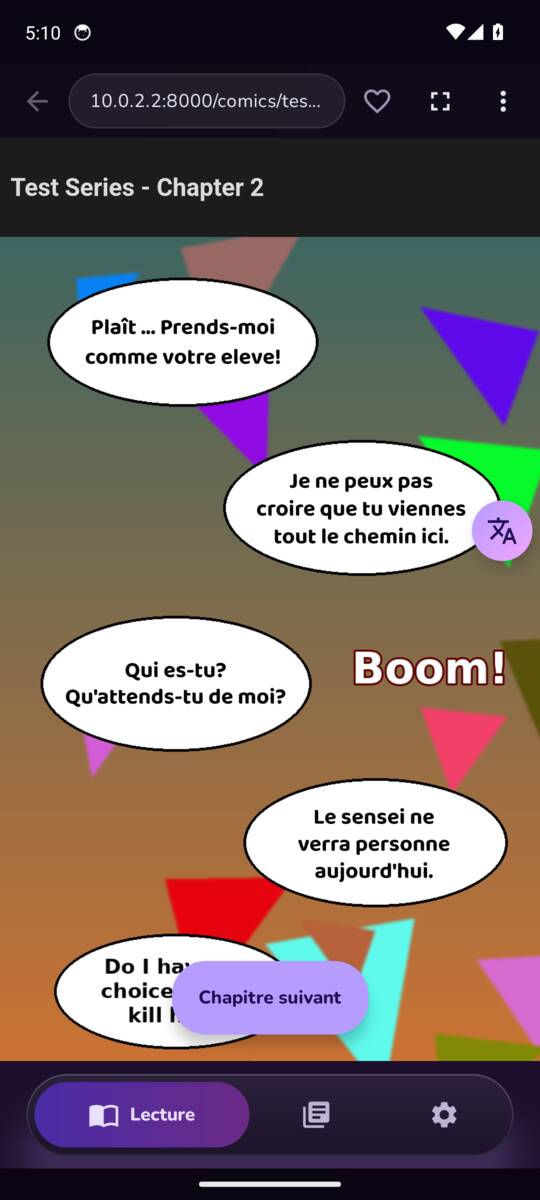 5:10
10.0.2.2:8000/comics/tes...
Test Series - Chapter 2
Plaît ... Prends-moi
comme votre eleve!
Je ne peux pas
croire que tu viennes
tout le chemin ici.
Qui es-tu?
Qu'attends-tu de moi?
Boom!
Le sensei ne
verra personne
aujourd'hui.
Do I
choice
kill
Chapitre suivant
Lecture